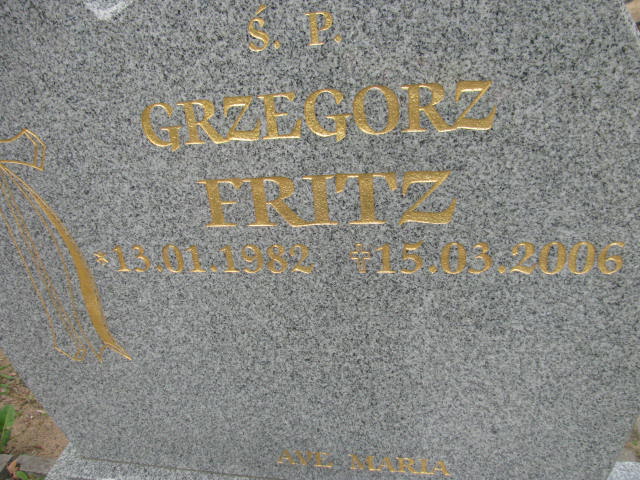 Ś. P.
GRZEGORZ
FRITZ
*13.01.1982 ‡15.03.2006
AVE MARIA